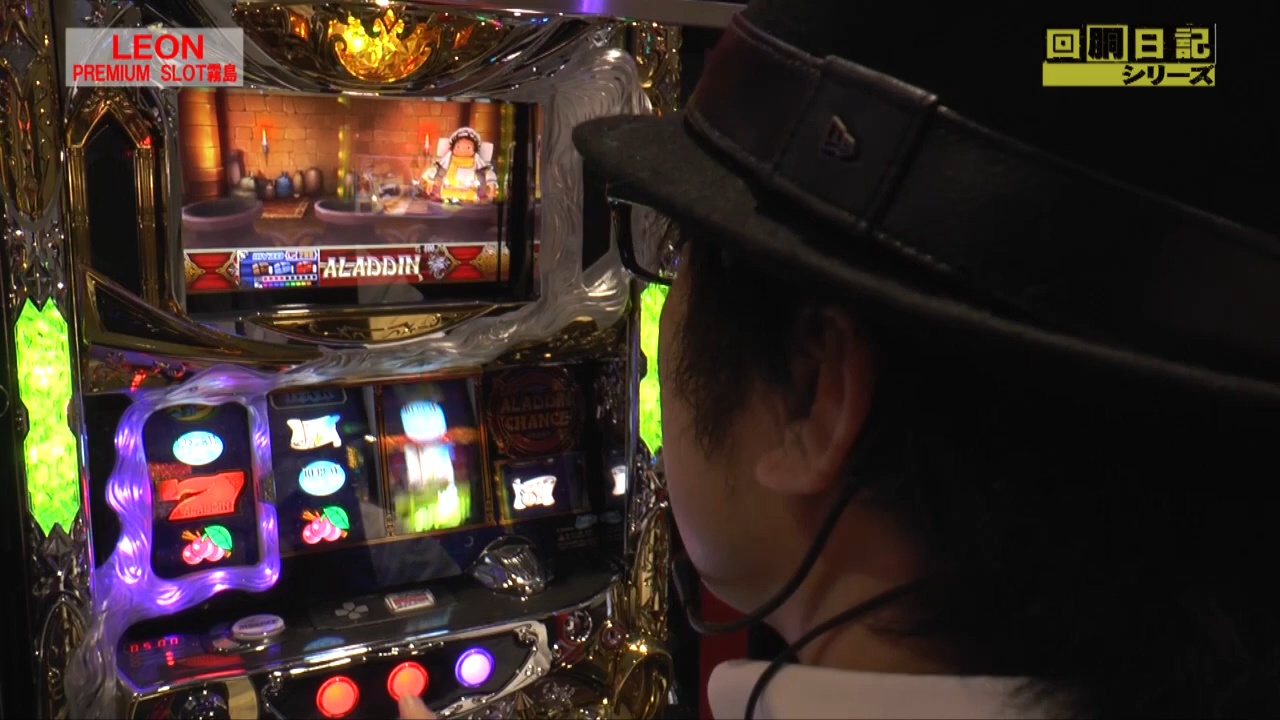 LEON
PREMIUM SLOT霧島
回胴日記
シリーズ
ALADDIN
ALADDIN
CHANCE
REPLAY
ALADDIN